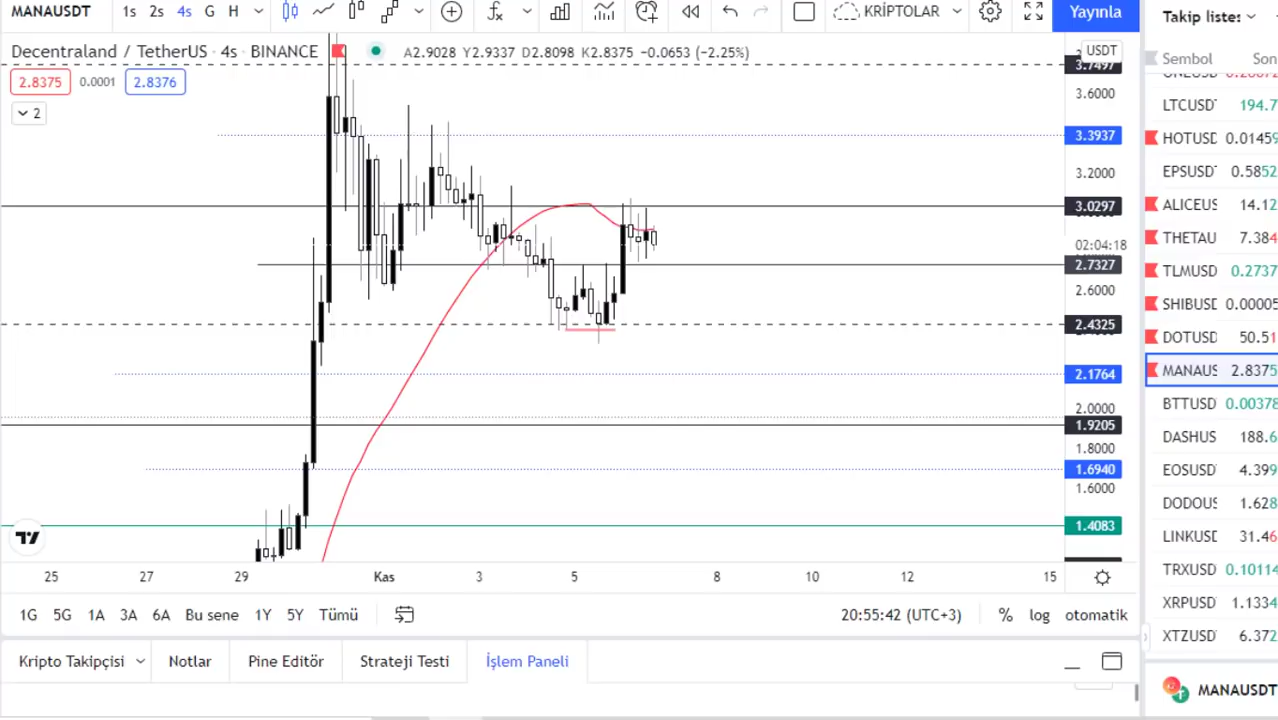 MANAUSDT 1s 2s 4s G H KRİPTOLAR Yayınla Takip listes
Decentraland / TetherUS · 4s · BINANCE A2.9028 Y2.9337 D2.8098 K2.8375 −0.0653 (−2.25%) USDT Sembol Son
2.8375 0.0001 2.8376
2
3.7497
3.6000
3.3937
3.2000
3.0297
02:04:18
2.7327
2.6000
2.4325
2.1764
2.0000
1.9205
1.8000
1.6940
1.6000
1.4083
LTCUSD 194.7
HOTUSD 0.01459
EPSUSD 0.5852
ALICEUS 14.12
THETAU 7.384
TLMUSD 0.2737
SHIBUSD 0.00005
DOTUSD 50.51
MANAUS 2.8375
BTTUSD 0.00378
DASHUS 188.6
EOSUSD 4.399
DODOUS 1.628
LINKUSD 31.46
TRXUSD 0.10114
XRPUSD 1.1334
XTZUSD 6.372
25 27 29 Kas 3 5 8 10 12 15
1G 5G 1A 3A 6A Bu sene 1Y 5Y Tümü 20:55:42 (UTC+3) % log otomatik
Kripto Takipçisi Notlar Pine Editör Strateji Testi İşlem Paneli
MANAUSDT